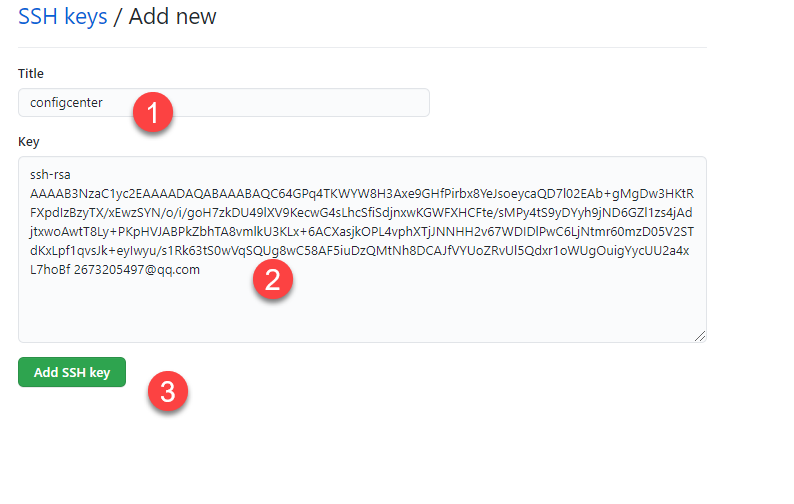 SSH keys / Add new
Title
configcenter
1
Key
ssh-rsa
AAAAB3NzaC1yc2EAAAADAQABAAABAQC64GPq4TKWYW8H3Axe9GHfPirbx8YeJsoeycaQD7l02EAb+gMgDw3HKtR
FXpdIzBzyTX/xEwzSYN/o/i/goH7zkDU49lXV9KecwG4sLhcSfiSdjnxwKGWFXHCFte/sMPy4tS9yDYyh9jND6GZl1zs4jAd
jtxwoAwtT8Ly+PKpHVJABPkZbhTA8vmlkU3KLx+6ACXasjkOPL4vphXTjJNNHH2v67WDIDlPwC6LjNtmr60mzD05V2ST
dKxLpf1qvsJk+eyIwyu/s1Rk63tS0wVqSQUg8wC58AF5iuDzQMtNh8DCAJfVYUoZRvUl5Qdxr1oWUgOuigYycUU2a4x
L7hoBf 2673205497@qq.com
2
Add SSH key
3